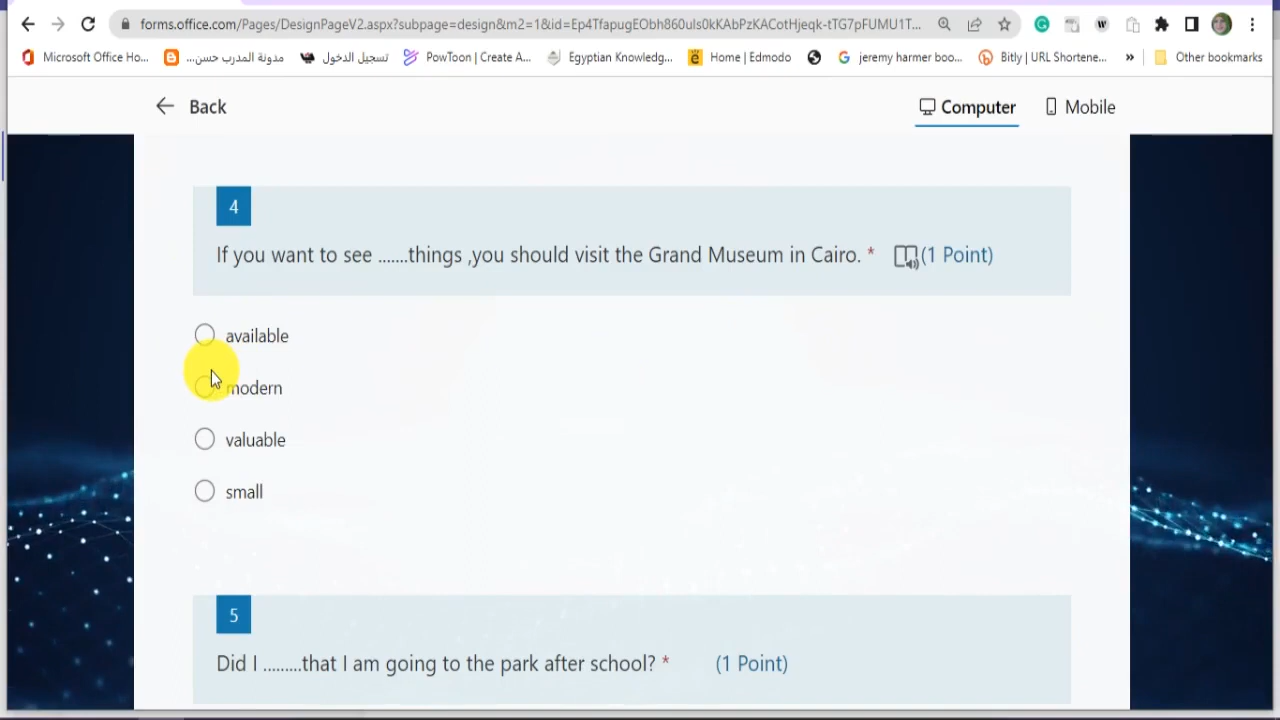 forms.office.com/Pages/DesignPageV2.aspx?subpage=design&m2=1&id=Ep4TfapugEObh860uIs0kKAbPzKACotHjeqk-tTG7pFUMU1T...
Microsoft Office Ho... مدونة المدرب حسن... تسجيل الدخول PowToon | Create A... Egyptian Knowledg... Home | Edmodo jeremy harmer boo... Bitly | URL Shortene... » Other bookmarks
Back Computer Mobile
4
If you want to see .......things ,you should visit the Grand Museum in Cairo. * (1 Point)
available
modern
valuable
small
5
Did I .........that I am going to the park after school? * (1 Point)